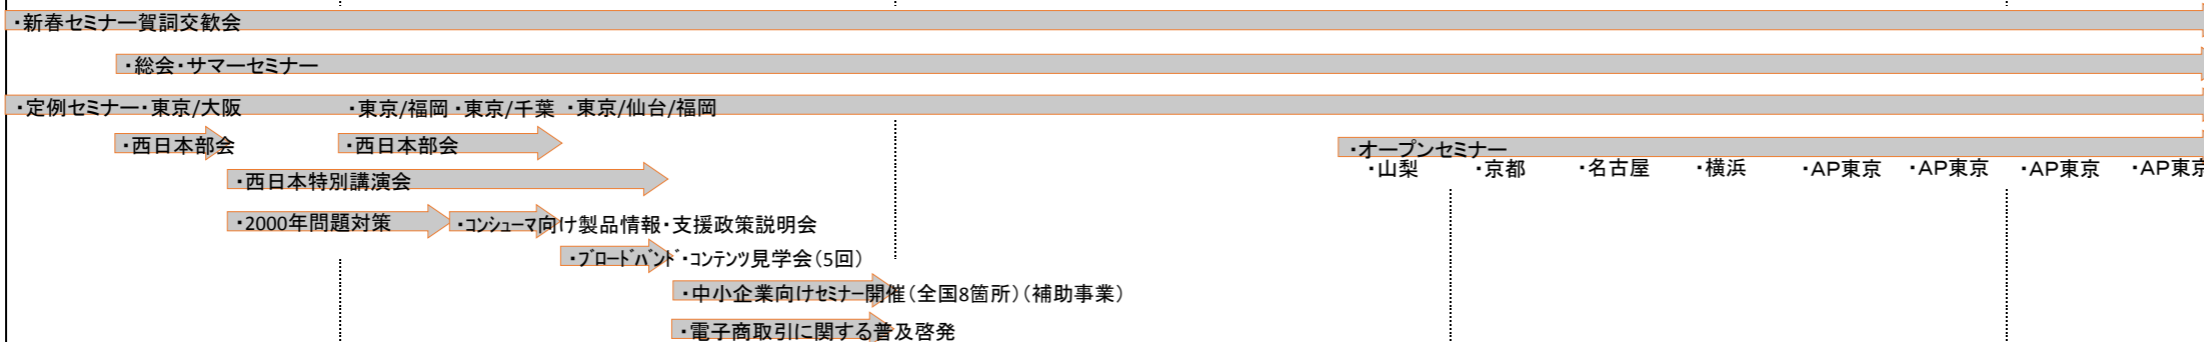 ・新春セミナー賀詞交歓会
・総会・サマーセミナー
・定例セミナー・東京/大阪 ・東京/福岡 ・東京/千葉 ・東京/仙台/福岡
・西日本部会 ・西日本部会 ・オープンセミナー
・山梨 ・京都 ・名古屋 ・横浜 ・AP東京 ・AP東京 ・AP東京 ・AP東京
・西日本特別講演会
・2000年問題対策 ・コンシューマ向け製品情報・支援政策説明会
・ブロードバンド・コンテンツ見学会（5回）
・中小企業向けセミナー開催（全国8箇所）（補助事業）
・電子商取引に関する普及啓発